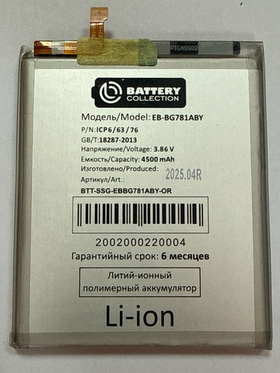 PICA5502
BATTERY
COLLECTION
Модель/Model: EB-BG781ABY
P/N: ICP6/63/76
GB/T:18287-2013
Напряжение/Voltage: 3.86 V
Емкость/Capacity: 4500 mAh
Изготовлено/Produced: 2025.04R
Артикул/Art.:
BTT-SSG-EBBG781ABY-OR
2002000220004
Гарантийный срок: 6 месяцев
Литий-ионный
полимерный аккумулятор
Li-ion